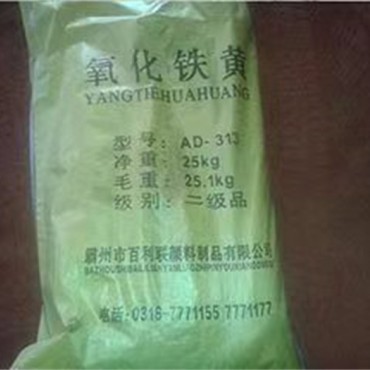 氧化铁黄
YANGTIEHUAHUANG
型号: AD-313
净重: 25kg
毛重: 25.1kg
级别: 二级品
霸州市百利联颜料制品有限公司
电话:0316-7771155 7771177